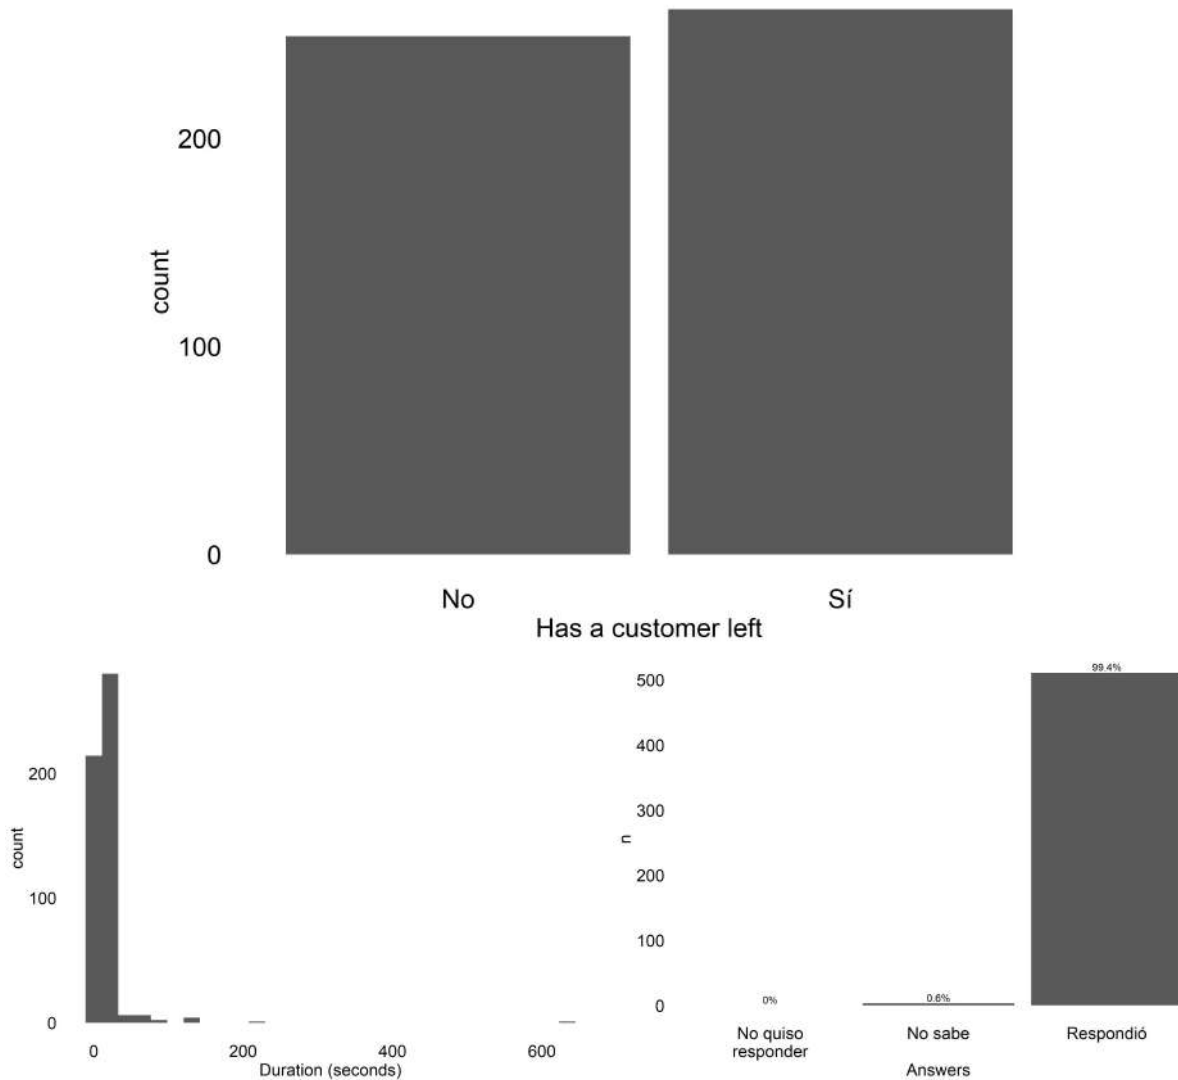 200
count
100
0
No Sí
Has a customer left
200
count
100
0
0 200 400 600
Duration (seconds)
99.4%
500
400
300
n
200
100
0
0% 0.6%
No quiso responder No sabe Respondió
Answers